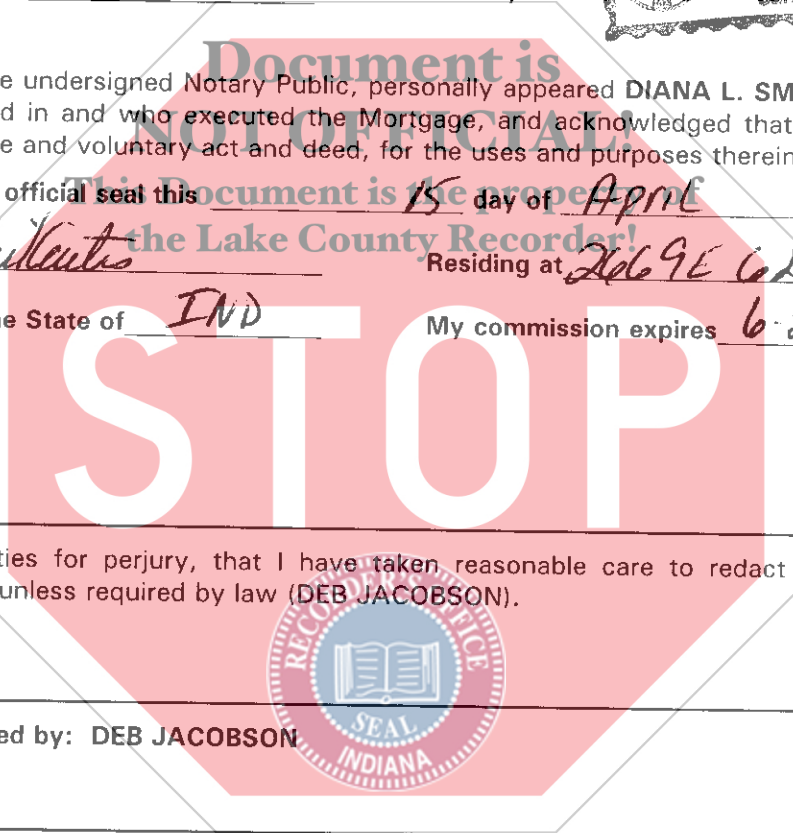 Document is
e undersigned Notary Public, personally appeared DIANA L. SM
NOT OFFICIAL!
d in and who executed the Mortgage, and acknowledged that
e and voluntary act and deed, for the uses and purposes therein
This Document is the property of
official seal this 15 day of April
the Lake County Recorder!
Residing at 2669E 62
e State of IND My commission expires 6-2
STOP
ties for perjury, that I have taken reasonable care to redact
unless required by law (DEB JACOBSON).
RECORDER'S OFFICE
SEAL
INDIANA
ed by: DEB JACOBSON